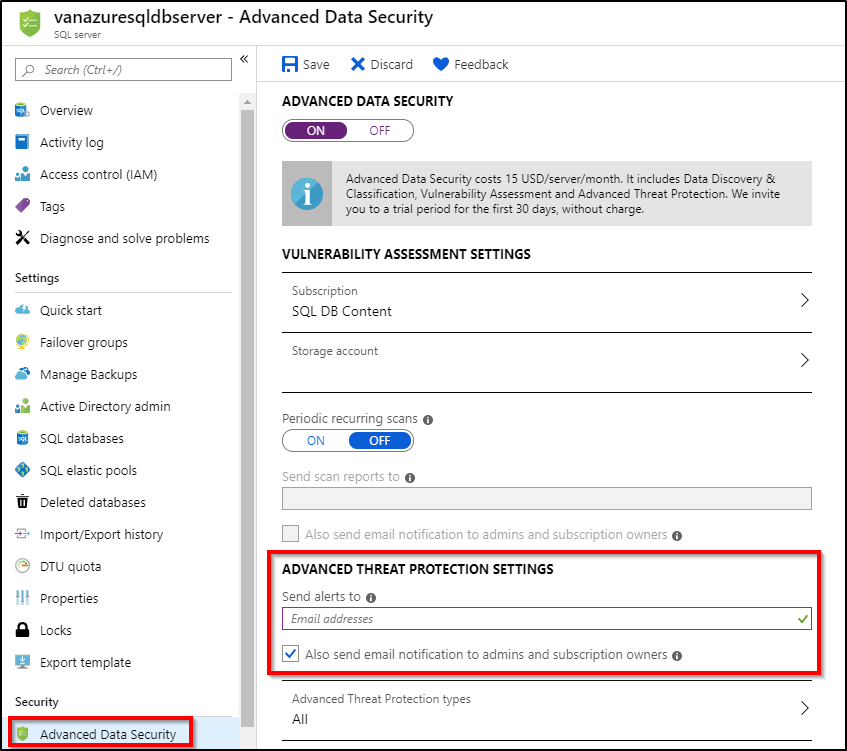 vanazuresqldbserver - Advanced Data Security
SQL server
Search (Ctrl+/)
«
Overview
Activity log
Access control (IAM)
Tags
Diagnose and solve problems
Settings
Quick start
Failover groups
Manage Backups
Active Directory admin
SQL databases
SQL elastic pools
Deleted databases
Import/Export history
DTU quota
Properties
Locks
Export template
Security
Advanced Data Security
Save Discard Feedback
ADVANCED DATA SECURITY
ON OFF
Advanced Data Security costs 15 USD/server/month. It includes Data Discovery &
Classification, Vulnerability Assessment and Advanced Threat Protection. We invite
you to a trial period for the first 30 days, without charge.
VULNERABILITY ASSESSMENT SETTINGS
Subscription
SQL DB Content
Storage account
Periodic recurring scans
ON OFF
Send scan reports to
Also send email notification to admins and subscription owners
ADVANCED THREAT PROTECTION SETTINGS
Send alerts to
Email addresses
Also send email notification to admins and subscription owners
Advanced Threat Protection types
All